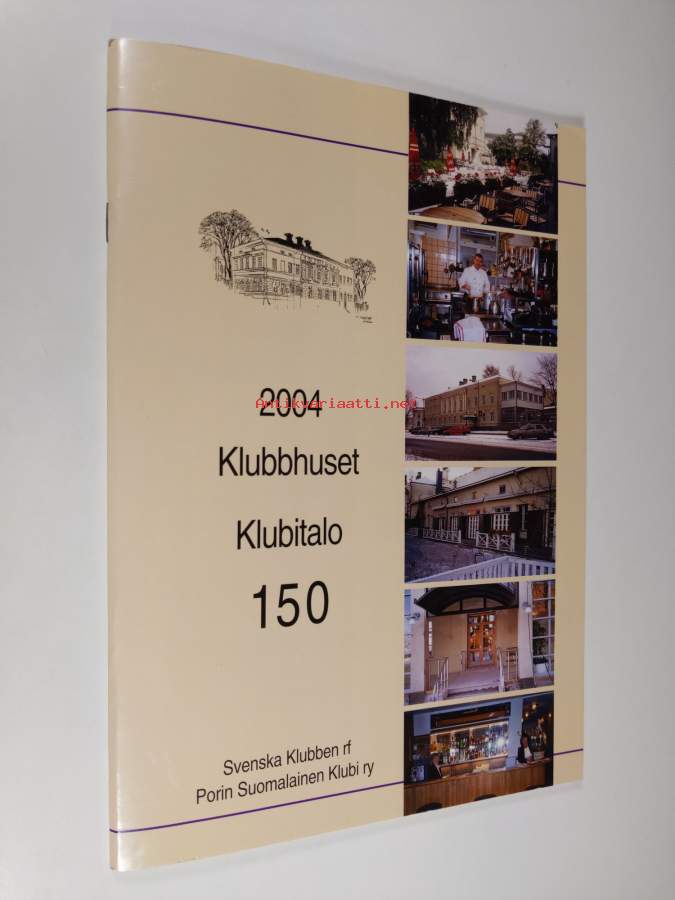 2004
Antikvariaatti.net
Klubbhuset
Klubitalo
150
Svenska Klubben rf
Porin Suomalainen Klubi ry